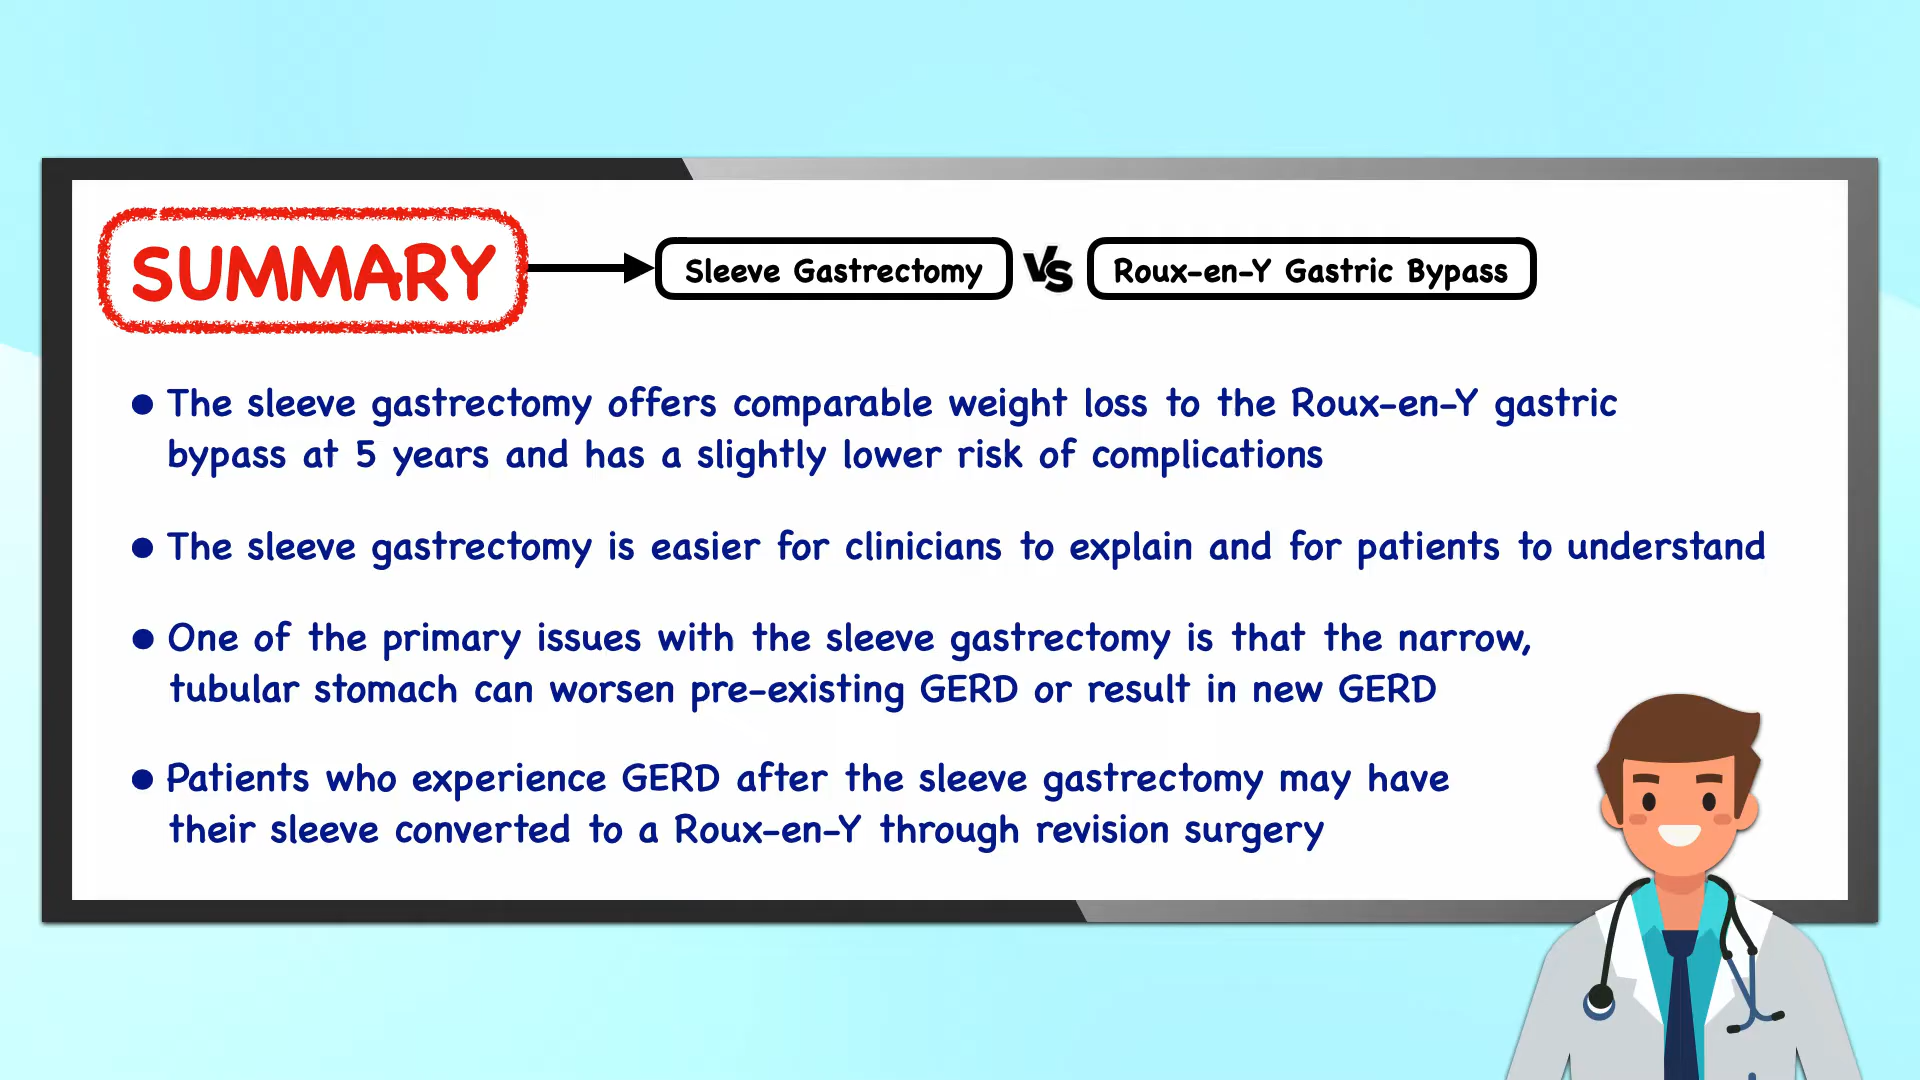 SUMMARY
Sleeve Gastrectomy VS Roux-en-Y Gastric Bypass
● The sleeve gastrectomy offers comparable weight loss to the Roux-en-Y gastric
bypass at 5 years and has a slightly lower risk of complications
● The sleeve gastrectomy is easier for clinicians to explain and for patients to understand
● One of the primary issues with the sleeve gastrectomy is that the narrow,
tubular stomach can worsen pre-existing GERD or result in new GERD
● Patients who experience GERD after the sleeve gastrectomy may have
their sleeve converted to a Roux-en-Y through revision surgery